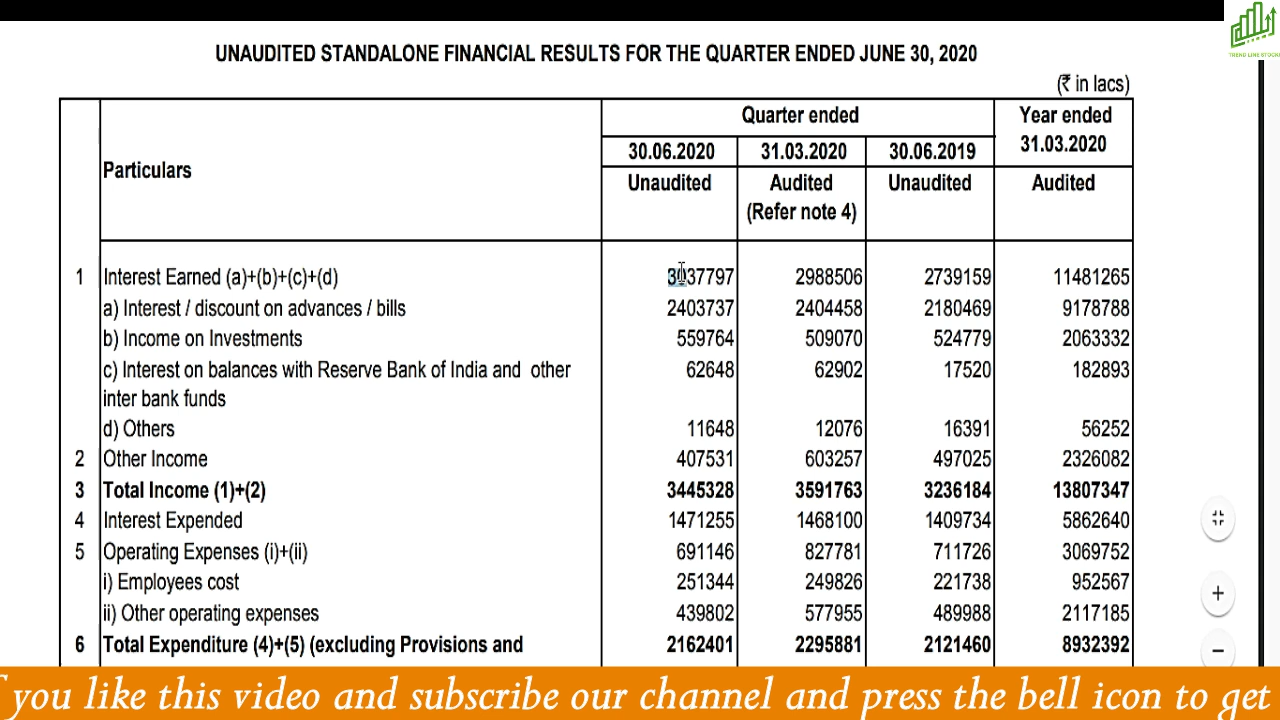 TREND LINE STOCK
UNAUDITED STANDALONE FINANCIAL RESULTS FOR THE QUARTER ENDED JUNE 30, 2020
(₹ in lacs)
Particulars Quarter ended Year ended 31.03.2020
30.06.2020 31.03.2020 30.06.2019
Unaudited Audited (Refer note 4) Unaudited Audited
1 Interest Earned (a)+(b)+(c)+(d) 3037797 2988506 2739159 11481265
a) Interest / discount on advances / bills 2403737 2404458 2180469 9178788
b) Income on Investments 559764 509070 524779 2063332
c) Interest on balances with Reserve Bank of India and other 62648 62902 17520 182893
inter bank funds
d) Others 11648 12076 16391 56252
2 Other Income 407531 603257 497025 2326082
3 Total Income (1)+(2) 3445328 3591763 3236184 13807347
4 Interest Expended 1471255 1468100 1409734 5862640
5 Operating Expenses (i)+(ii) 691146 827781 711726 3069752
i) Employees cost 251344 249826 221738 952567
ii) Other operating expenses 439802 577955 489988 2117185
6 Total Expenditure (4)+(5) (excluding Provisions and 2162401 2295881 2121460 8932392
you like this video and subscribe our channel and press the bell icon to get